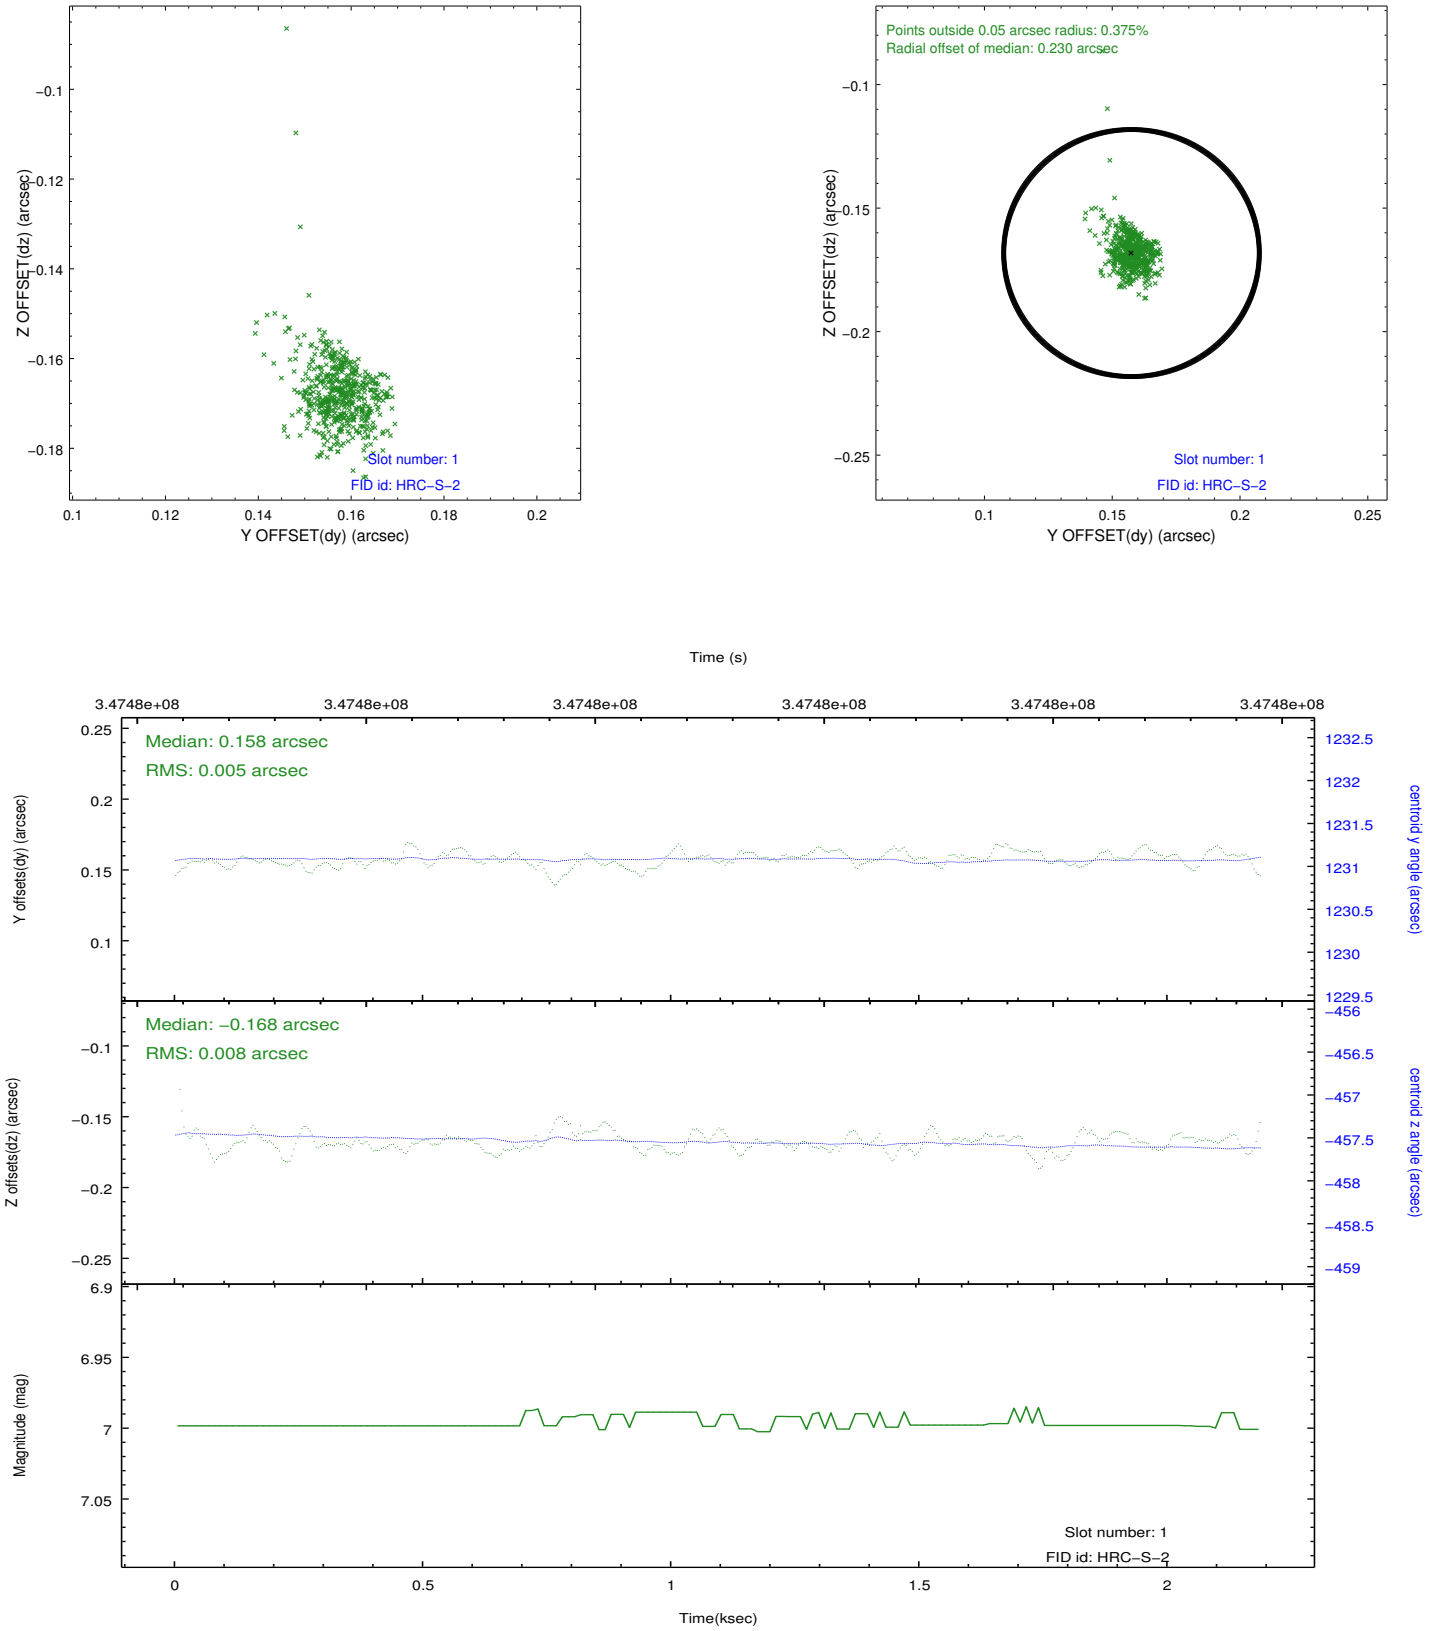 −0.1
−0.12
−0.14
−0.16
−0.18
Z OFFSET(dz) (arcsec)
Slot number: 1
FID id: HRC−S−2
0.1 0.12 0.14 0.16 0.18 0.2
Y OFFSET(dy) (arcsec)
Points outside 0.05 arcsec radius: 0.375%
Radial offset of median: 0.230 arcsec
−0.1
−0.15
−0.2
−0.25
Z OFFSET(dz) (arcsec)
Slot number: 1
FID id: HRC−S−2
0.1 0.15 0.2 0.25
Y OFFSET(dy) (arcsec)
Time (s)
3.4748e+08 3.4748e+08 3.4748e+08 3.4748e+08 3.4748e+08 3.4748e+08
Median: 0.158 arcsec
RMS: 0.005 arcsec
0.25
0.2
0.15
0.1
Y offsets(dy) (arcsec)
1232.5
1232
1231.5
1231
1230.5
1230
1229.5
centroid y angle (arcsec)
Median: −0.168 arcsec
RMS: 0.008 arcsec
−0.1
−0.15
−0.2
−0.25
Z offsets(dz) (arcsec)
−456
−456.5
−457
−457.5
−458
−458.5
−459
centroid z angle (arcsec)
6.9
6.95
7
7.05
Magnitude (mag)
Slot number: 1
FID id: HRC−S−2
0 0.5 1 1.5 2
Time(ksec)